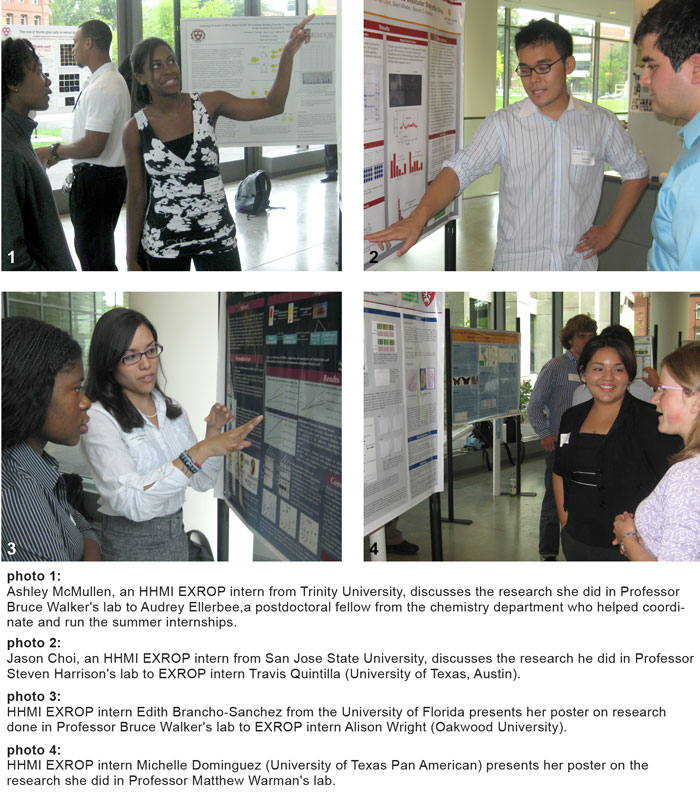 1
2
3
4
Results
Results
photo 1:
Ashley McMullen, an HHMI EXROP intern from Trinity University, discusses the research she did in Professor
Bruce Walker's lab to Audrey Ellerbee,a postdoctoral fellow from the chemistry department who helped coordi-
nate and run the summer internships.
photo 2:
Jason Choi, an HHMI EXROP intern from San Jose State University, discusses the research he did in Professor
Steven Harrison's lab to EXROP intern Travis Quintilla (University of Texas, Austin).
photo 3:
HHMI EXROP intern Edith Brancho-Sanchez from the University of Florida presents her poster on research
done in Professor Bruce Walker's lab to EXROP intern Alison Wright (Oakwood University).
photo 4:
HHMI EXROP intern Michelle Dominguez (University of Texas Pan American) presents her poster on the
research she did in Professor Matthew Warman's lab.